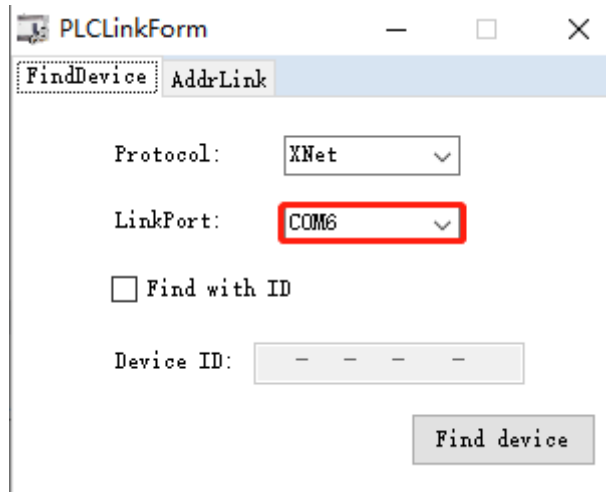 PLCLinkForm
FindDevice AddrLink
Protocol: XNet
LinkPort: COM6
Find with ID
Device ID: - - - -
Find device